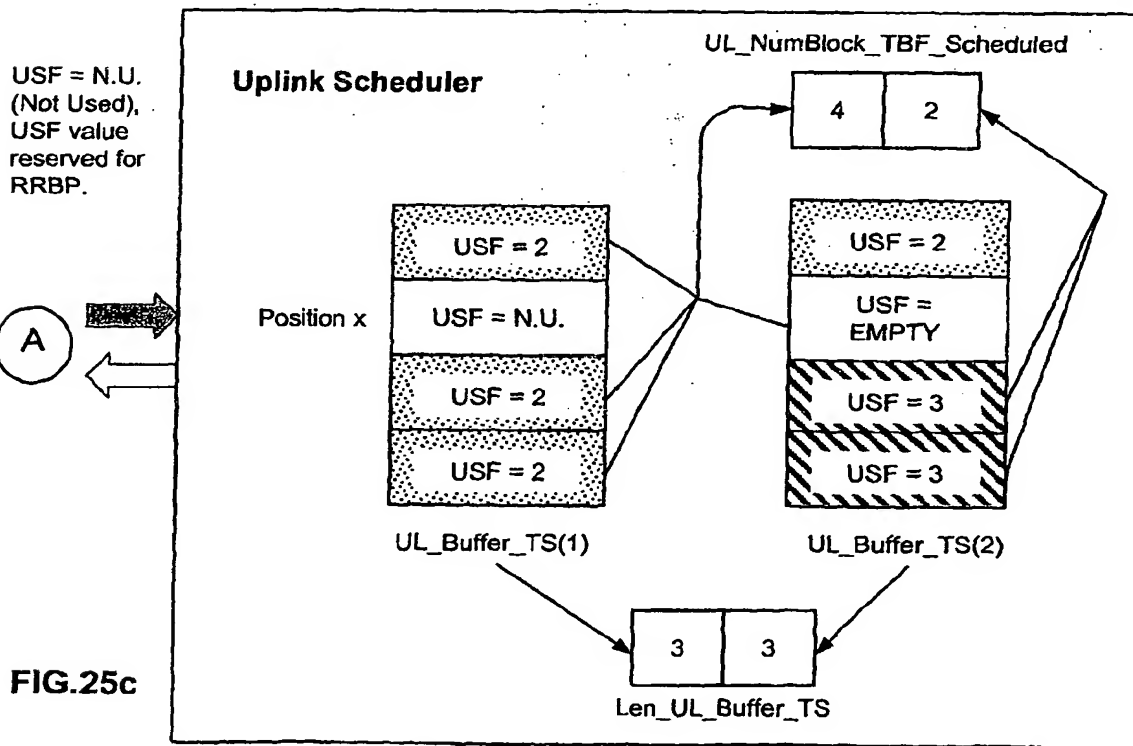 UL_NumBlock_TBF_Scheduled
USF = N.U.
(Not Used),
USF value
reserved for
RRBP.
Uplink Scheduler
4 2
USF = 2
USF = 2
Position x
USF = N.U.
USF =
EMPTY
A
USF = 2
USF = 3
USF = 2
USF = 3
UL_Buffer_TS(1)
UL_Buffer_TS(2)
3 3
FIG.25c
Len_UL_Buffer_TS